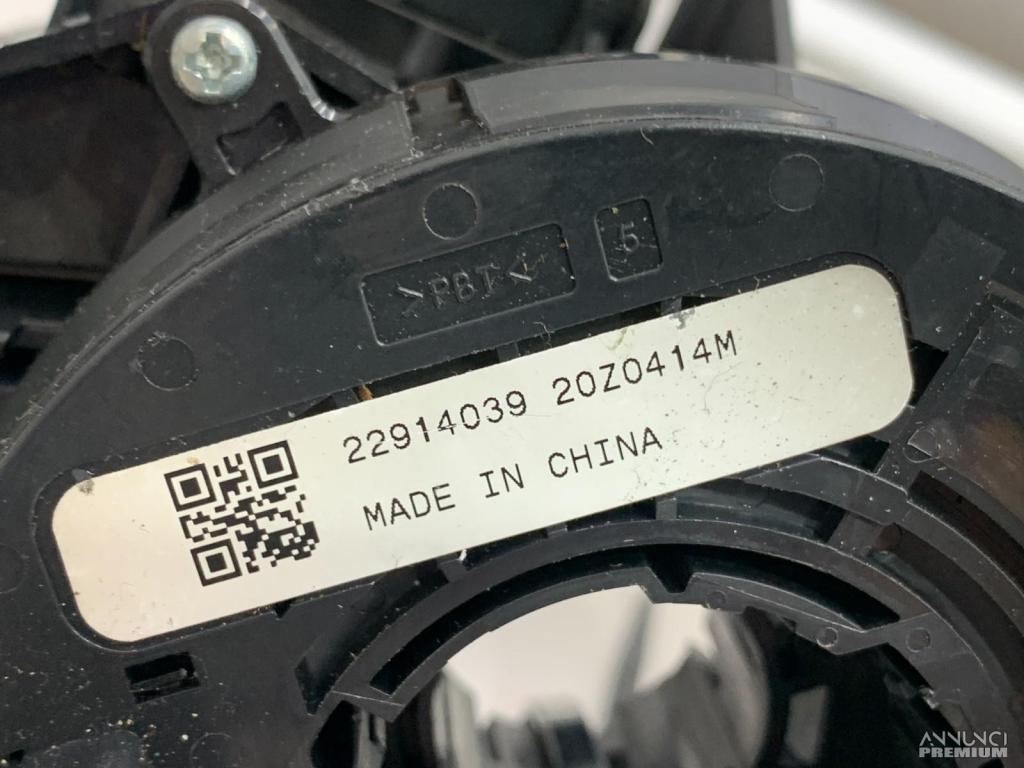 >PBT<
5
22914039 20Z0414M
MADE IN CHINA
ANNUNCI
PREMIUM